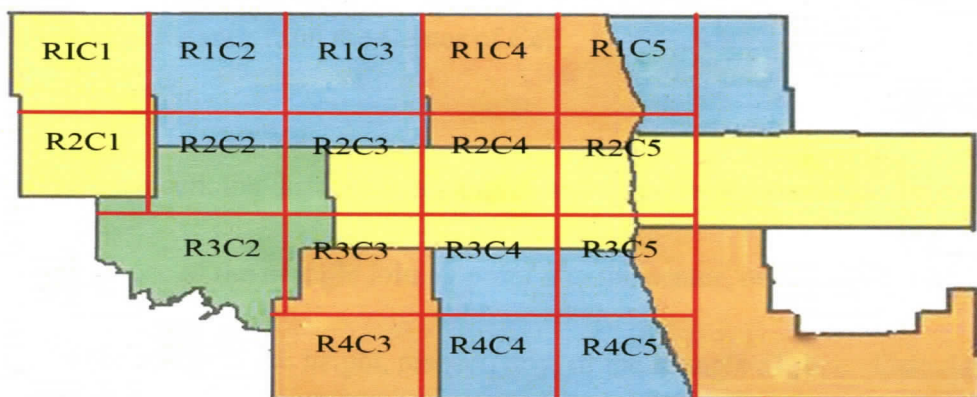 RIC1 R1C2 R1C3 R1C4 R1C5
R2C1 R2C2 R2C3 R2C4 R2C5
R3C2 R3C3 R3C4 R3C5
R4C3 R4C4 R4C5